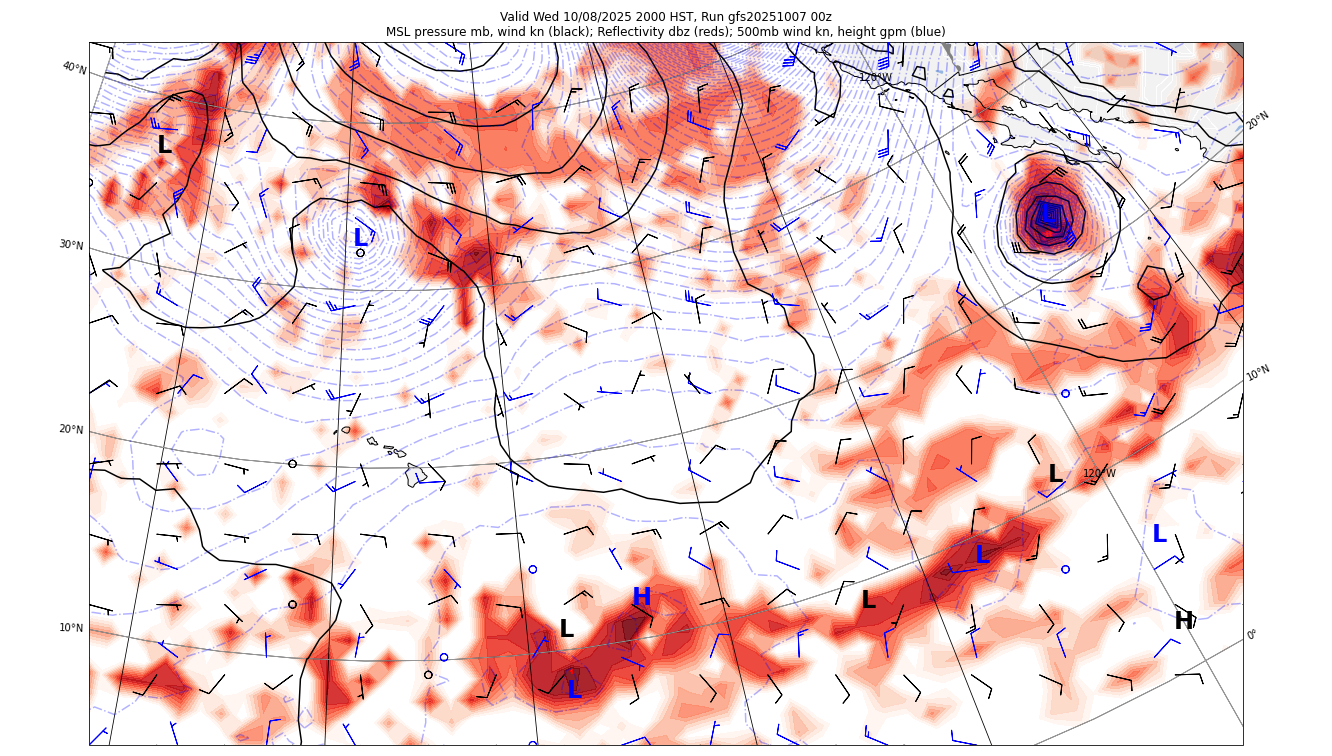 Valid Wed 10/08/2025 2000 HST, Run gfs20251007 00z
MSL pressure mb, wind kn (black); Reflectivity dbz (reds); 500mb wind kn, height gpm (blue)
40°N
120°W
20°N
L
L
L
30°N
10°N
20°N
L
120°W
L
L
H
L
L
H
10°N
0°
L